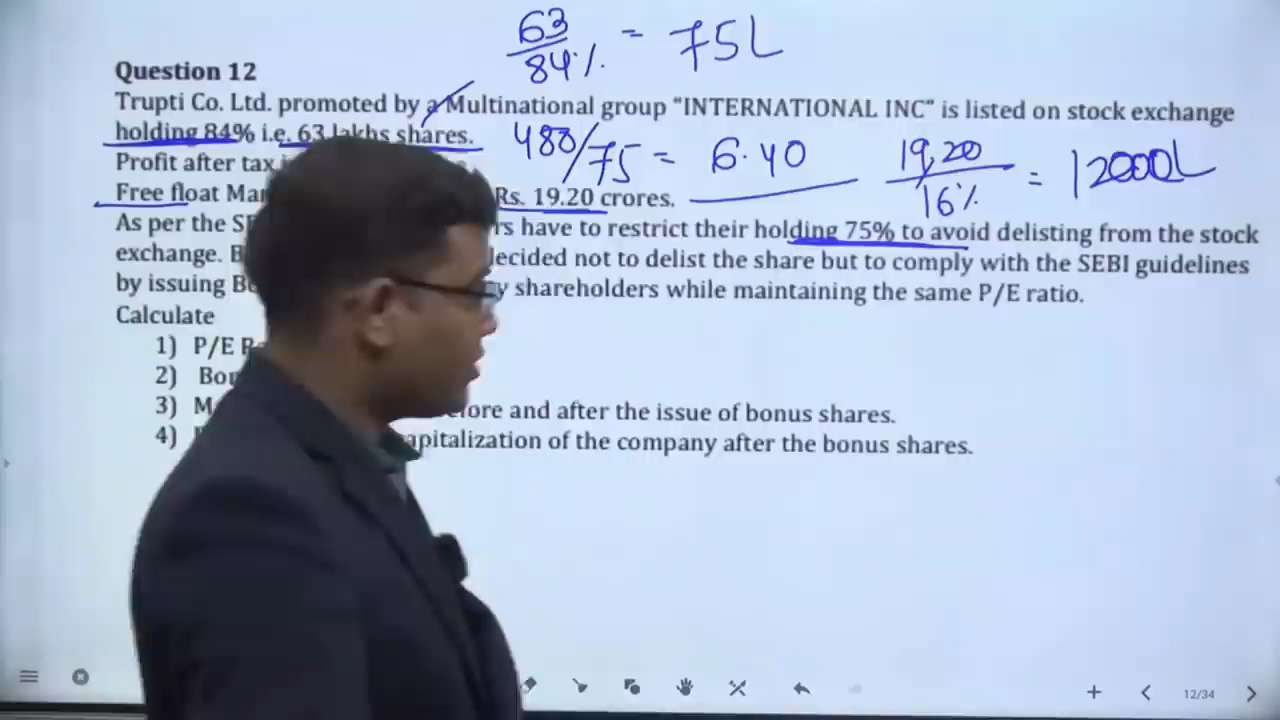 63
84% = 75L
Question 12
Trupti Co. Ltd. promoted by a Multinational group "INTERNATIONAL INC" is listed on stock exchange
holding 84% i.e. 63 lakhs shares.
480/75 = 6.40
19,20
16% = 12000L
Profit after tax
Free float Rs. 19.20 crores.
As per the have to restrict their holding 75% to avoid delisting from the stock
exchange. decided not to delist the share but to comply with the SEBI guidelines
by issuing shareholders while maintaining the same P/E ratio.
Calculate
1) P/E
2)
3) and after the issue of bonus shares.
4) of the company after the bonus shares.
12/34